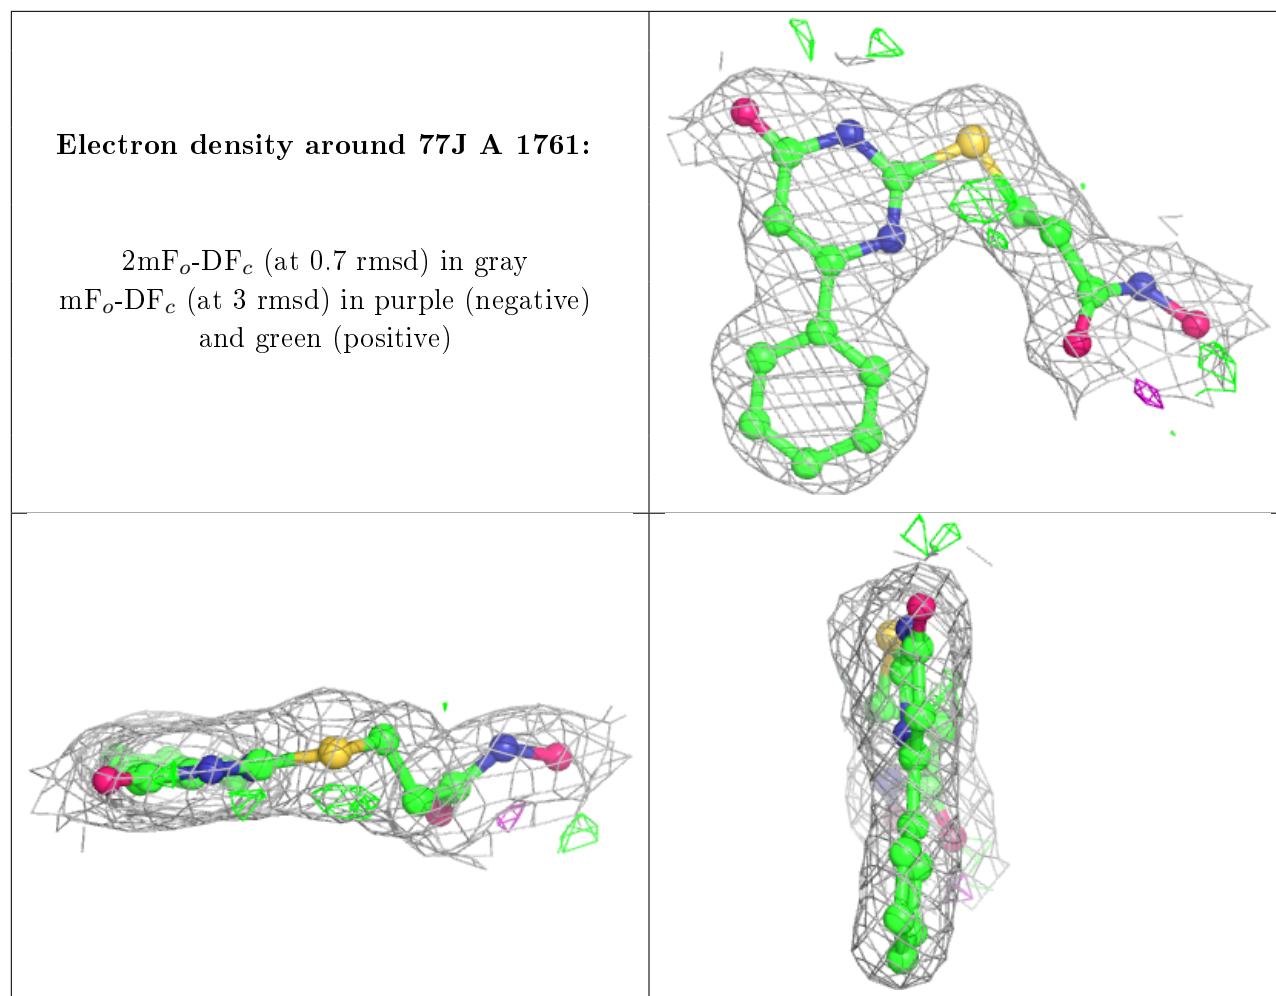 Electron density around 77J A 1761:
2mFo-DFc (at 0.7 rmsd) in gray
mFo-DFc (at 3 rmsd) in purple (negative)
and green (positive)